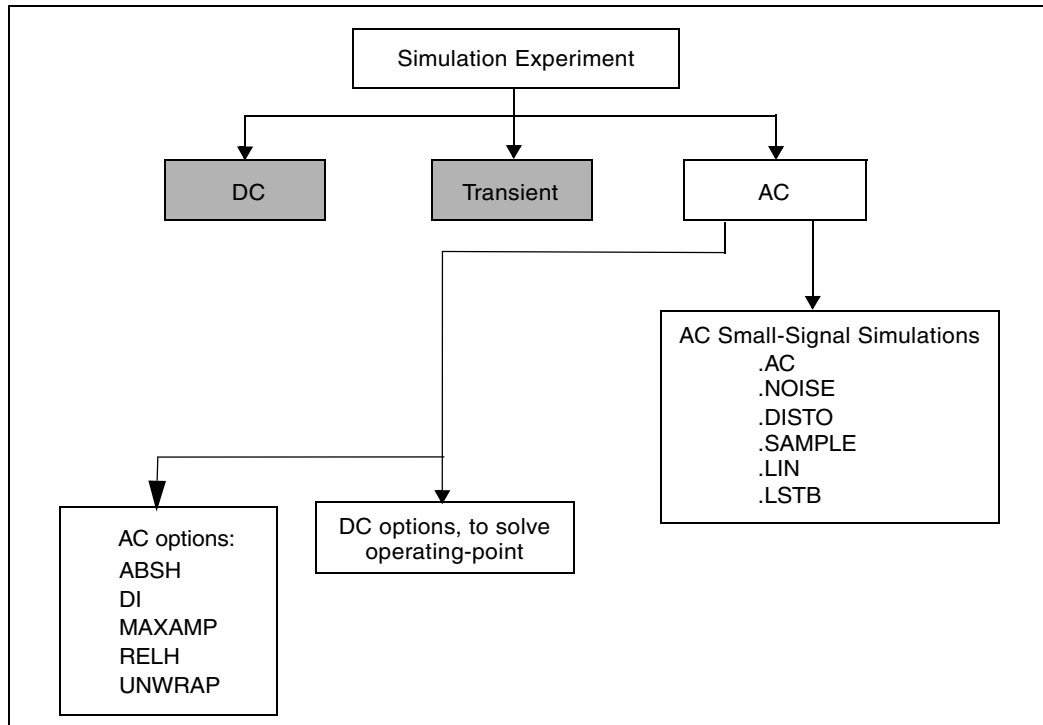 Simulation Experiment
DC
Transient
AC
AC Small-Signal Simulations
.AC
.NOISE
.DISTO
.SAMPLE
.LIN
.LSTB
AC options:
ABSH
DI
MAXAMP
RELH
UNWRAP
DC options, to solve
operating-point